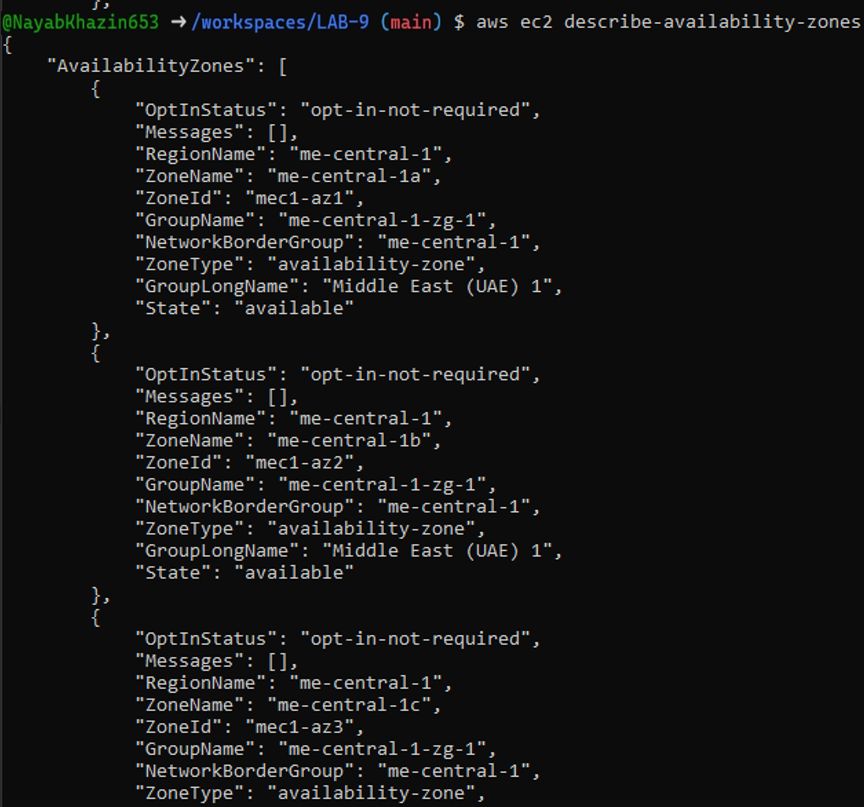 },
@NayabKhazin653 ➜ /workspaces/LAB-9 (main) $ aws ec2 describe-availability-zones
{
    "AvailabilityZones": [
        {
            "OptInStatus": "opt-in-not-required",
            "Messages": [],
            "RegionName": "me-central-1",
            "ZoneName": "me-central-1a",
            "ZoneId": "mec1-az1",
            "GroupName": "me-central-1-zg-1",
            "NetworkBorderGroup": "me-central-1",
            "ZoneType": "availability-zone",
            "GroupLongName": "Middle East (UAE) 1",
            "State": "available"
        },
        {
            "OptInStatus": "opt-in-not-required",
            "Messages": [],
            "RegionName": "me-central-1",
            "ZoneName": "me-central-1b",
            "ZoneId": "mec1-az2",
            "GroupName": "me-central-1-zg-1",
            "NetworkBorderGroup": "me-central-1",
            "ZoneType": "availability-zone",
            "GroupLongName": "Middle East (UAE) 1",
            "State": "available"
        },
        {
            "OptInStatus": "opt-in-not-required",
            "Messages": [],
            "RegionName": "me-central-1",
            "ZoneName": "me-central-1c",
            "ZoneId": "mec1-az3",
            "GroupName": "me-central-1-zg-1",
            "NetworkBorderGroup": "me-central-1",
            "ZoneType": "availability-zone",